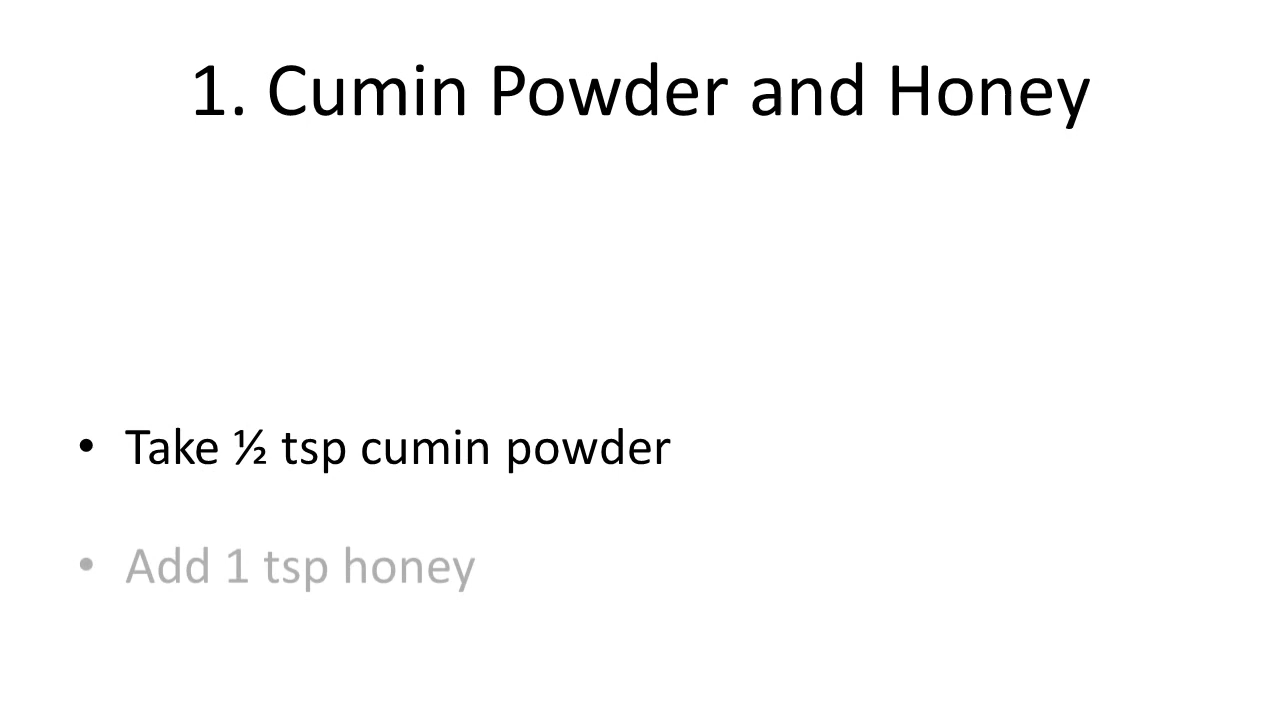 1. Cumin Powder and Honey
• Take ½ tsp cumin powder
• Add 1 tsp honey